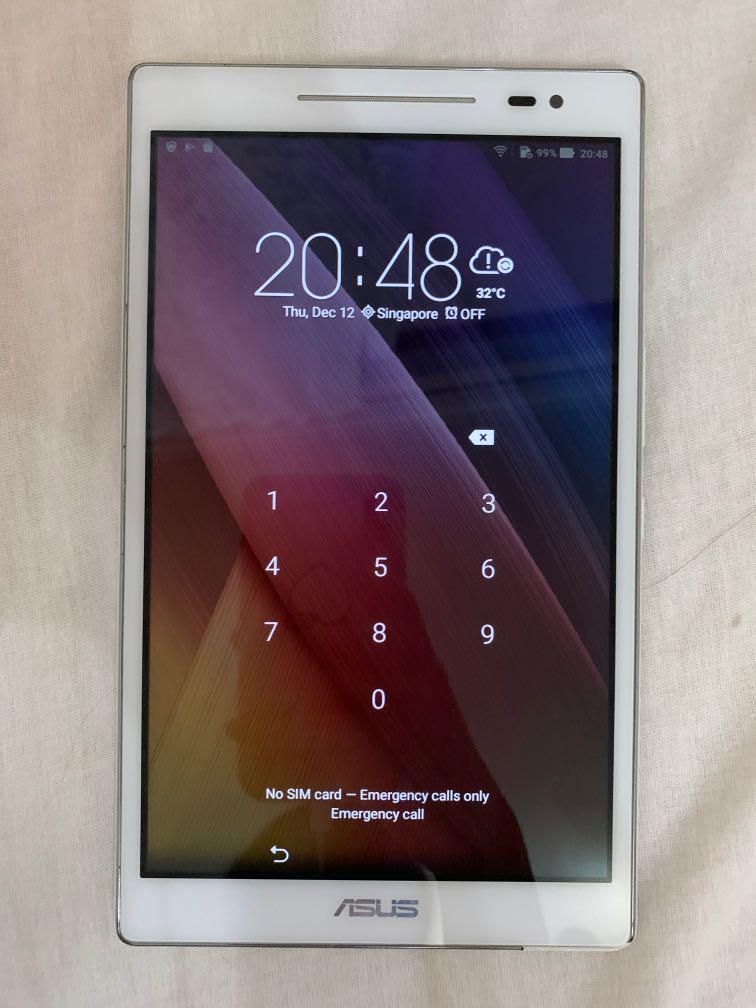 99% 20:48
20:48
32°C
Thu, Dec 12 Singapore OFF
1 2 3
4 5 6
7 8 9
0
No SIM card — Emergency calls only
Emergency call
ASUS